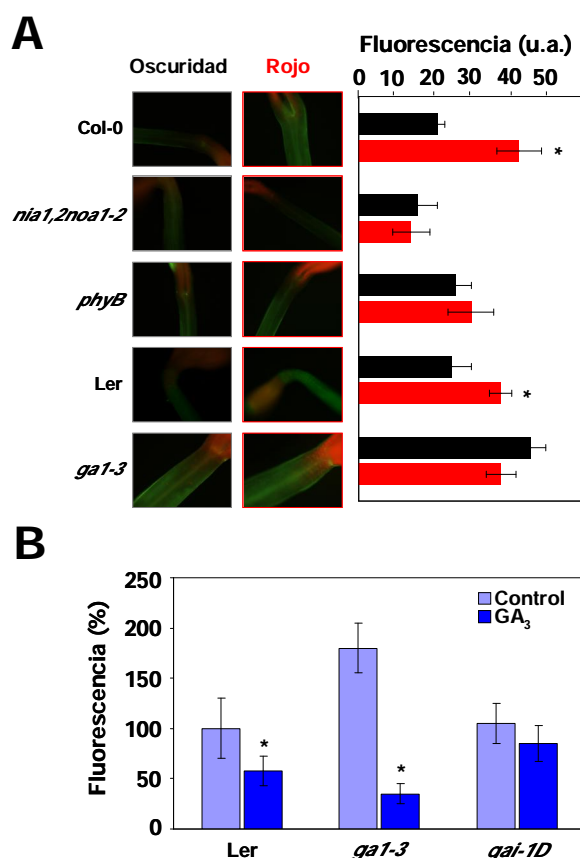 A
Fluorescencia (u.a.)
Oscuridad Rojo
0 10 20 30 40 50
Col-0
*
nia1,2noa1-2
phyB
Ler
*
ga1-3
B
Fluorescencia (%)
250
200
150
100
50
0
Control
GA3
*
*
Ler ga1-3 gai-1D